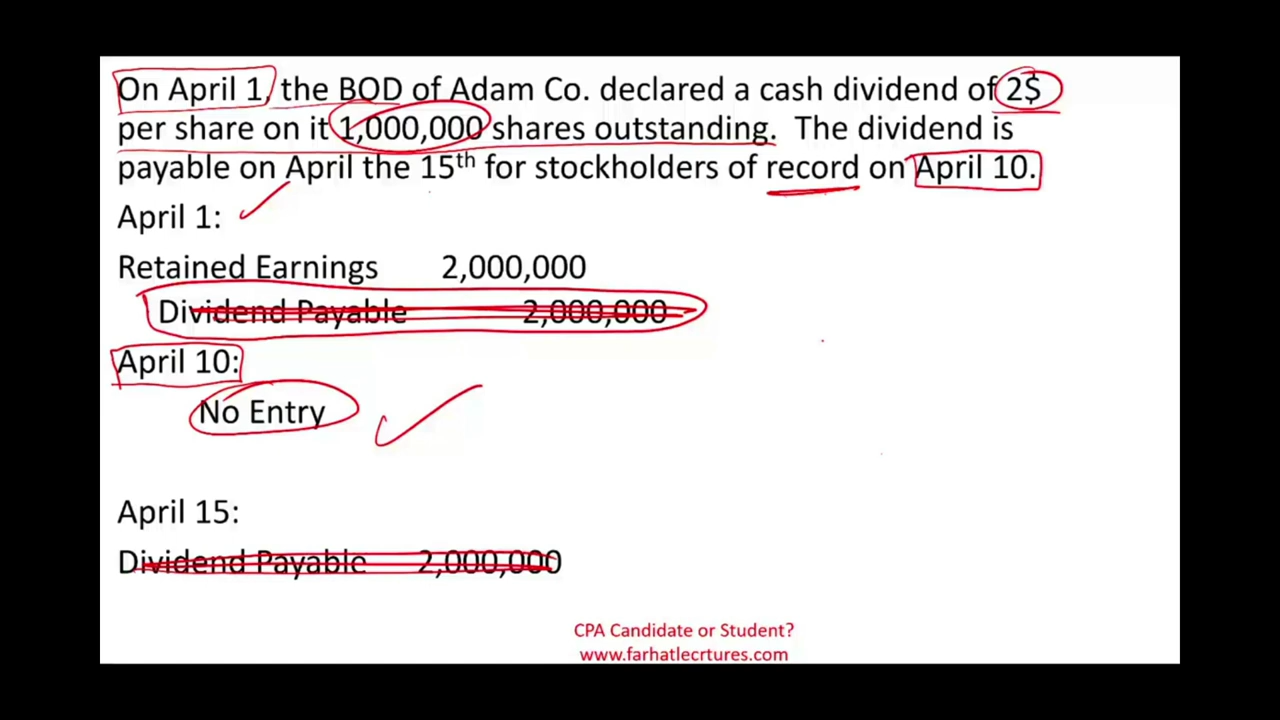 On April 1, the BOD of Adam Co. declared a cash dividend of 2$
per share on it 1,000,000 shares outstanding. The dividend is
payable on April the 15th for stockholders of record on April 10.
April 1:
Retained Earnings 2,000,000
Dividend Payable 2,000,000
April 10:
No Entry
April 15:
Dividend Payable 2,000,000
CPA Candidate or Student?
www.farhatlecrtures.com